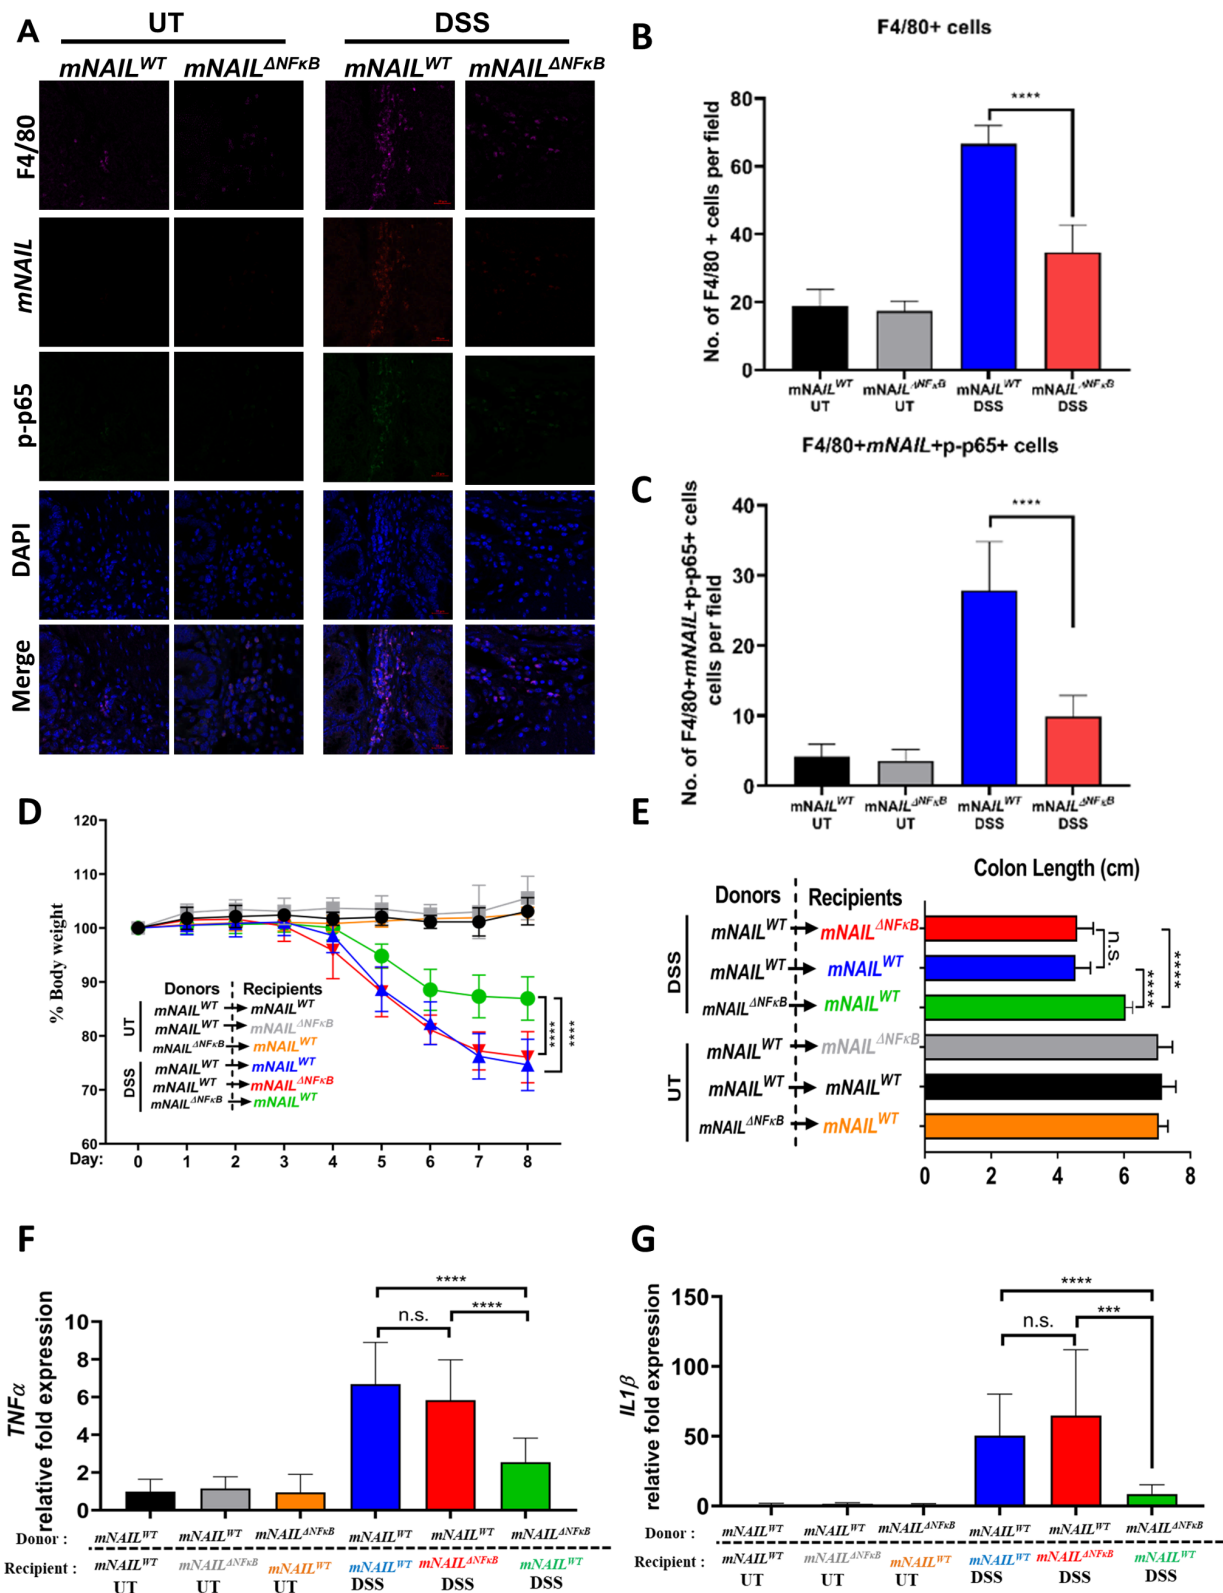 A
UT
DSS
mNAIL^WT
mNAIL^ΔNFκB
mNAIL^WT
mNAIL^ΔNFκB
F4/80
mNAIL
p-p65
DAPI
Merge
B
F4/80+ cells
No. of F4/80 + cells per field
80
60
40
20
0
****
mNAIL^WT UT
mNAIL^ΔNFκB UT
mNAIL^WT DSS
mNAIL^ΔNFκB DSS
C
F4/80+mNAIL+p-p65+ cells
No. of F4/80+mNAIL+p-p65+ cells
cells per field
40
30
20
10
0
****
mNAIL^WT UT
mNAIL^ΔNFκB UT
mNAIL^WT DSS
mNAIL^ΔNFκB DSS
D
% Body weight
120
110
100
90
80
70
60
Donors Recipients
UT
mNAIL^WT mNAIL^WT
mNAIL^WT mNAIL^ΔNFκB
mNAIL^ΔNFκB mNAIL^WT
DSS
mNAIL^WT mNAIL^WT
mNAIL^WT mNAIL^ΔNFκB
mNAIL^ΔNFκB mNAIL^WT
****
****
Day: 0 1 2 3 4 5 6 7 8
E
Colon Length (cm)
Donors Recipients
DSS
mNAIL^WT mNAIL^ΔNFκB
mNAIL^WT mNAIL^WT
mNAIL^ΔNFκB mNAIL^WT
UT
mNAIL^WT mNAIL^ΔNFκB
mNAIL^WT mNAIL^WT
mNAIL^ΔNFκB mNAIL^WT
n.s.
****
****
0 2 4 6 8
F
TNFα
relative fold expression
10
8
6
4
2
0
****
n.s.
****
Donor : mNAIL^WT mNAIL^WT mNAIL^ΔNFκB mNAIL^WT mNAIL^WT mNAIL^ΔNFκB
Recipient : mNAIL^WT mNAIL^ΔNFκB mNAIL^WT mNAIL^WT mNAIL^ΔNFκB mNAIL^WT
UT UT UT DSS DSS DSS
G
IL1β
relative fold expression
150
100
50
0
****
n.s.
***
Donor : mNAIL^WT mNAIL^WT mNAIL^ΔNFκB mNAIL^WT mNAIL^WT mNAIL^ΔNFκB
Recipient : mNAIL^WT mNAIL^ΔNFκB mNAIL^WT mNAIL^WT mNAIL^ΔNFκB mNAIL^WT
UT UT UT DSS DSS DSS